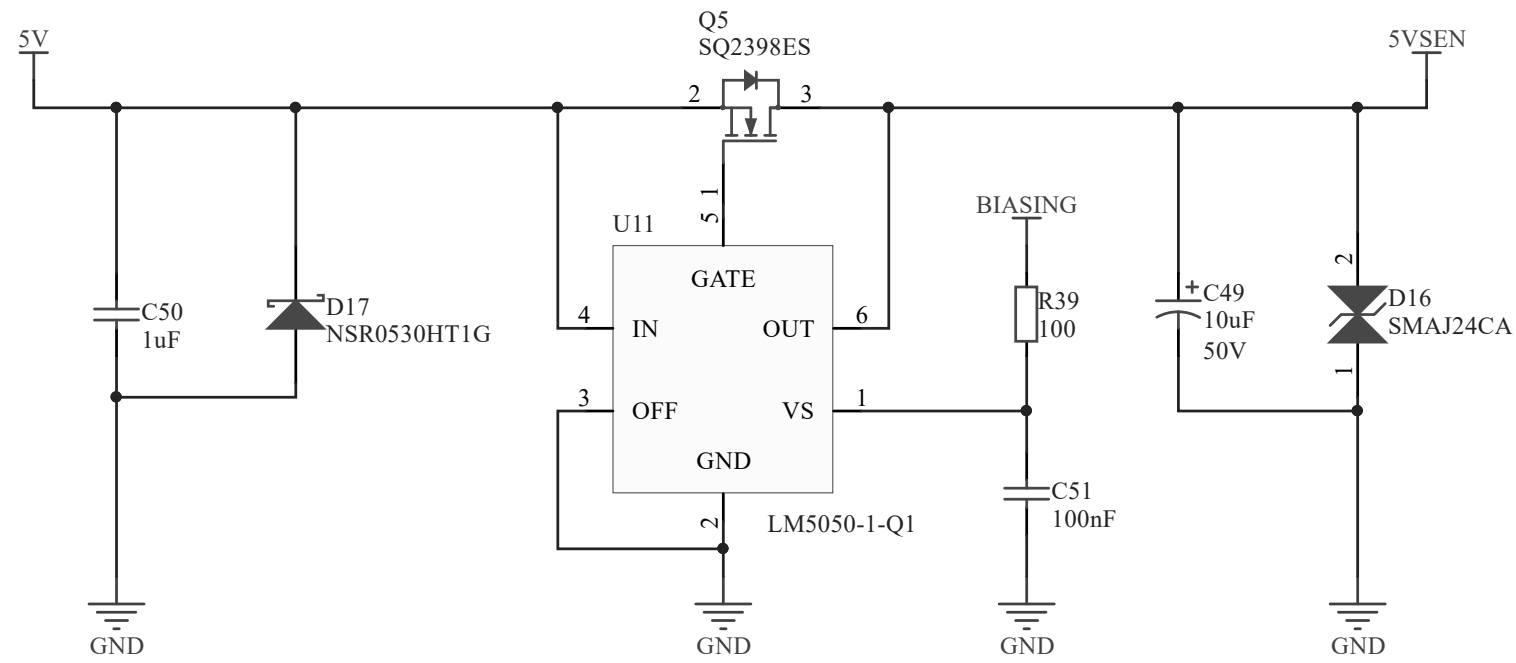 Q5
SQ2398ES
5V
5VSEN
2
3
1
5
U11
BIASING
GATE
2
C50
1uF
D17
NSR0530HT1G
4
IN
OUT
6
R39
100
+
C49
10uF
50V
D16
SMAJ24CA
1
3
OFF
VS
1
GND
C51
100nF
2
LM5050-1-Q1
GND
GND
GND
GND